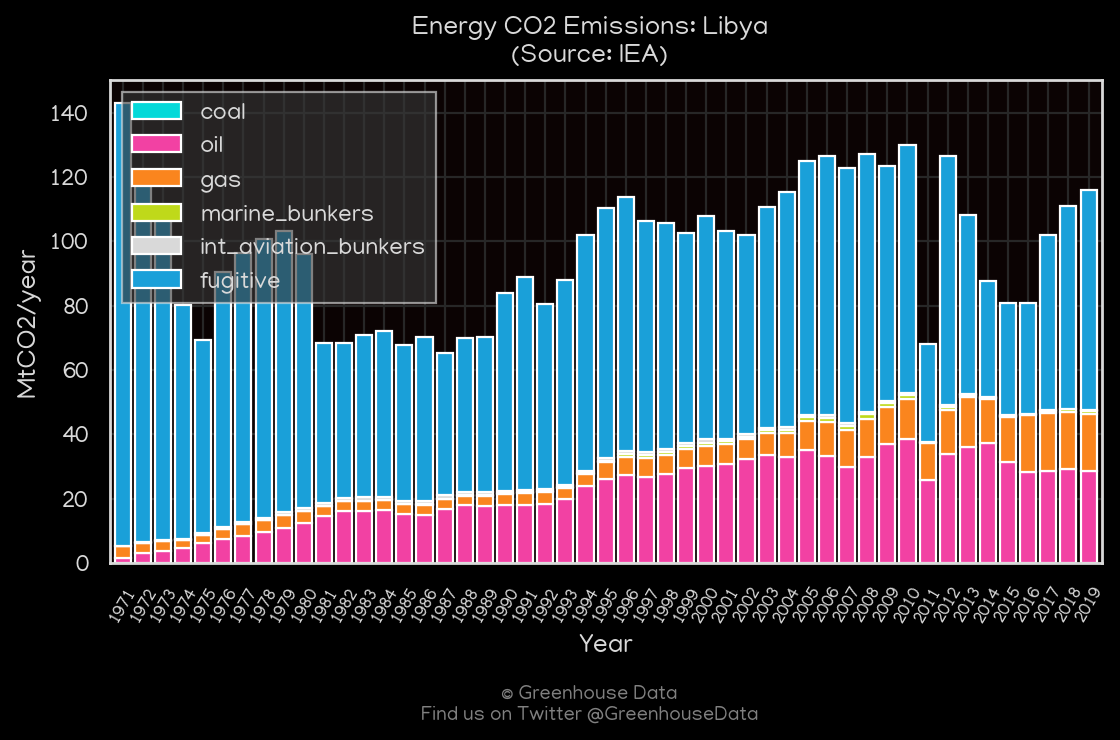 Energy CO2 Emissions: Libya
(Source: IEA)
coal
oil
gas
marine_bunkers
int_aviation_bunkers
fugitive
MtCO2/year
140
120
100
80
60
40
20
0
1971 1972 1973 1974 1975 1976 1977 1978 1979 1980 1981 1982 1983 1984 1985 1986 1987 1988 1989 1990 1991 1992 1993 1994 1995 1996 1997 1998 1999 2000 2001 2002 2003 2004 2005 2006 2007 2008 2009 2010 2011 2012 2013 2014 2015 2016 2017 2018 2019
Year
© Greenhouse Data
Find us on Twitter @GreenhouseData